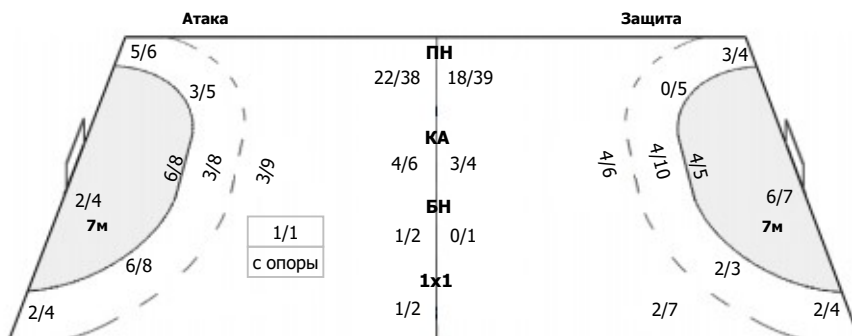 Атака Защита
5/6 ПН 3/4
22/38 18/39
3/5 0/5
КА
6/8 3/8 3/9 4/6 3/4 4/6 4/10 4/5
2/4 6/7
БН
7м 1/1 1/2 0/1 7м
6/8 с опоры 2/3
1х1
2/4 1/2 2/7 2/4